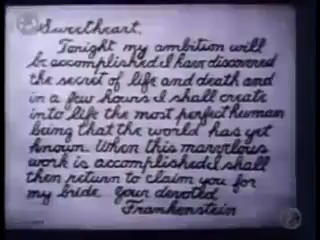 Sweetheart,
Tonight my ambition will
be accomplished. I have discovered
the secret of life and death and
in a few hours I shall create
into life the most perfect human
being that the world has yet
known. When this marvelous
work is accomplished I shall
then return to claim you for
my bride. Your devoted
Frankenstein